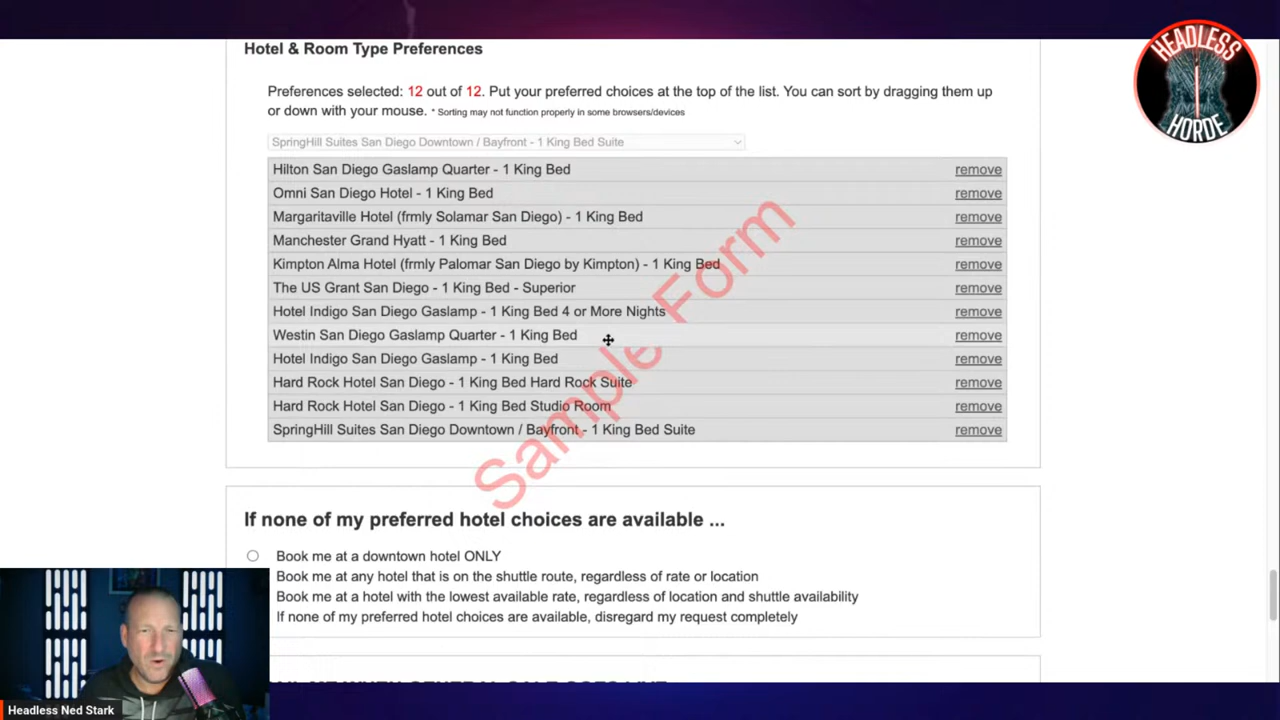 HEADLESS
HORDE
Hotel & Room Type Preferences
Preferences selected: 12 out of 12. Put your preferred choices at the top of the list. You can sort by dragging them up
or down with your mouse. * Sorting may not function properly in some browsers/devices
SpringHill Suites San Diego Downtown / Bayfront - 1 King Bed Suite
Hilton San Diego Gaslamp Quarter - 1 King Bed remove
Omni San Diego Hotel - 1 King Bed remove
Margaritaville Hotel (frmly Solamar San Diego) - 1 King Bed remove
Manchester Grand Hyatt - 1 King Bed remove
Kimpton Alma Hotel (frmly Palomar San Diego by Kimpton) - 1 King Bed remove
The US Grant San Diego - 1 King Bed - Superior remove
Hotel Indigo San Diego Gaslamp - 1 King Bed 4 or More Nights remove
Westin San Diego Gaslamp Quarter - 1 King Bed remove
Hotel Indigo San Diego Gaslamp - 1 King Bed remove
Hard Rock Hotel San Diego - 1 King Bed Hard Rock Suite remove
Hard Rock Hotel San Diego - 1 King Bed Studio Room remove
SpringHill Suites San Diego Downtown / Bayfront - 1 King Bed Suite remove
Sample Form
If none of my preferred hotel choices are available ...
Book me at a downtown hotel ONLY
Book me at any hotel that is on the shuttle route, regardless of rate or location
Book me at a hotel with the lowest available rate, regardless of location and shuttle availability
If none of my preferred hotel choices are available, disregard my request completely
Headless Ned Stark